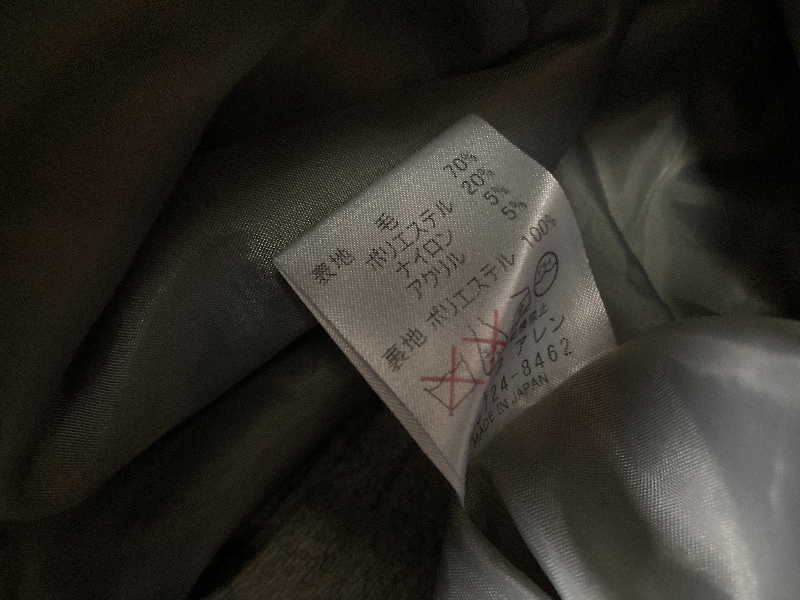 表地 毛 70%
ポリエステル 20%
ナイロン 5%
アクリル 5%
裏地 ポリエステル 100%
アレン
724-8462
MADE IN JAPAN